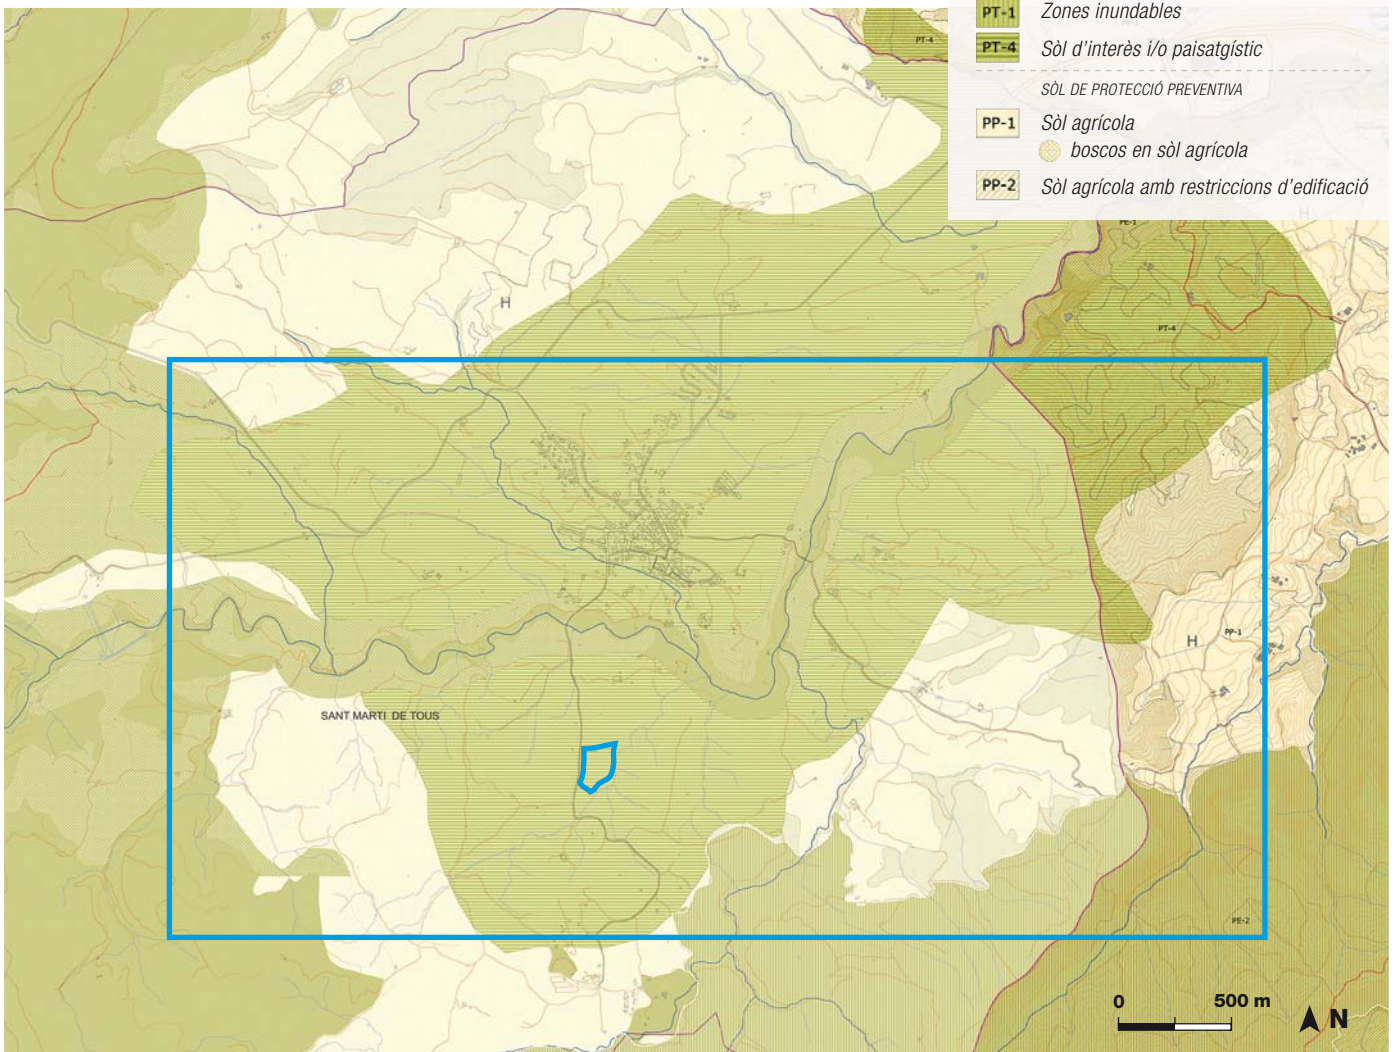 PT-1 Zones inundables
PT-4 Sòl d'interès i/o paisatgístic
SÒL DE PROTECCIÓ PREVENTIVA
PP-1 Sòl agrícola
boscos en sòl agrícola
PP-2 Sòl agrícola amb restriccions d'edificació
PT-4
PE-1
H
H
PT-4
PP-1
H
SANT MARTI DE TOUS
PE-2
0 500 m
N